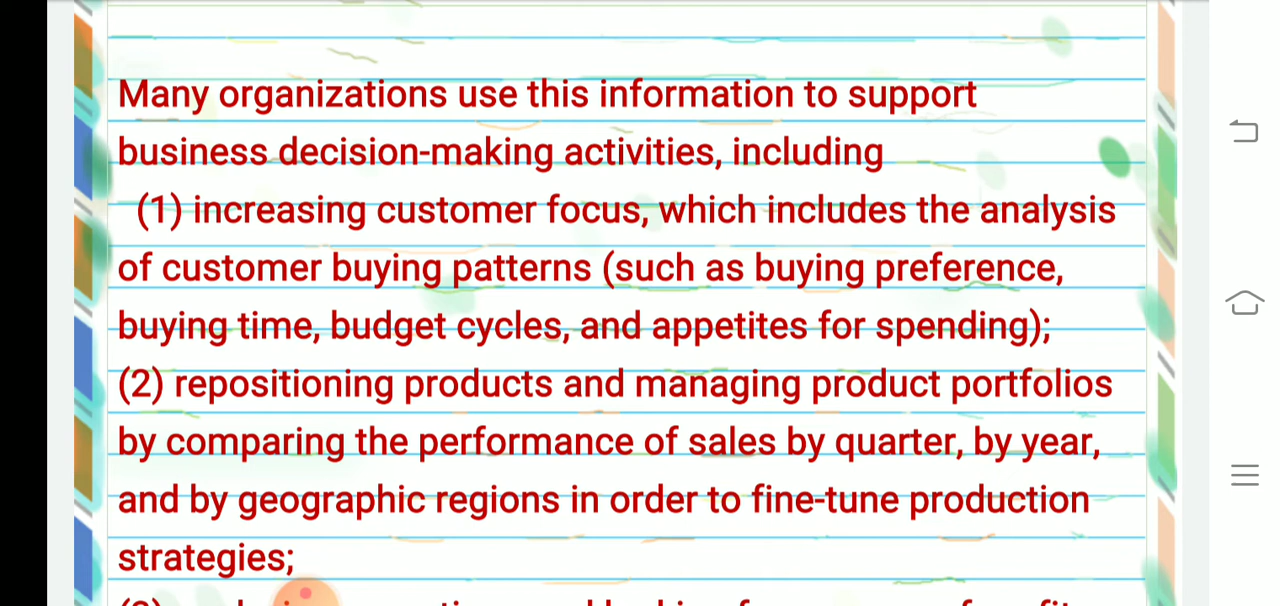 Many organizations use this information to support
business decision-making activities, including
(1) increasing customer focus, which includes the analysis
of customer buying patterns (such as buying preference,
buying time, budget cycles, and appetites for spending);
(2) repositioning products and managing product portfolios
by comparing the performance of sales by quarter, by year,
and by geographic regions in order to fine-tune production
strategies;